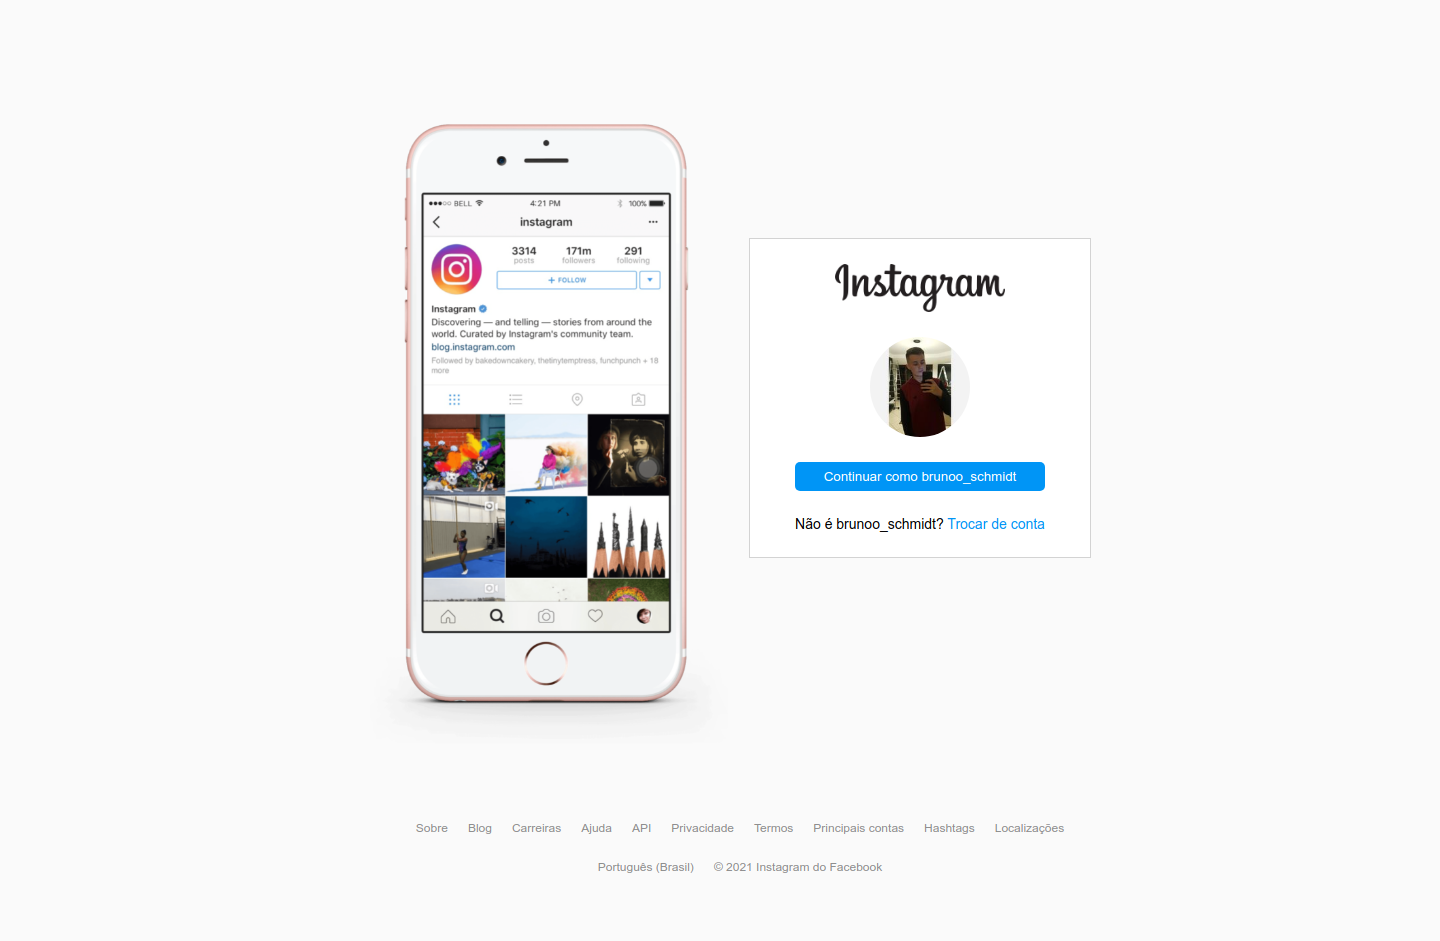 BELL
4:21 PM
100%
instagram
3314
171m
291
posts
followers
following
+ FOLLOW
Instagram
Discovering — and telling — stories from around the
world. Curated by Instagram's community team.
blog.instagram.com
Followed by bakedowncakery, thetinytemptress, funchpunch + 18
more
Instagram
Continuar como brunoo_schmidt
Não é brunoo_schmidt? Trocar de conta
Sobre Blog Carreiras Ajuda API Privacidade Termos Principais contas Hashtags Localizações
Português (Brasil) © 2021 Instagram do Facebook